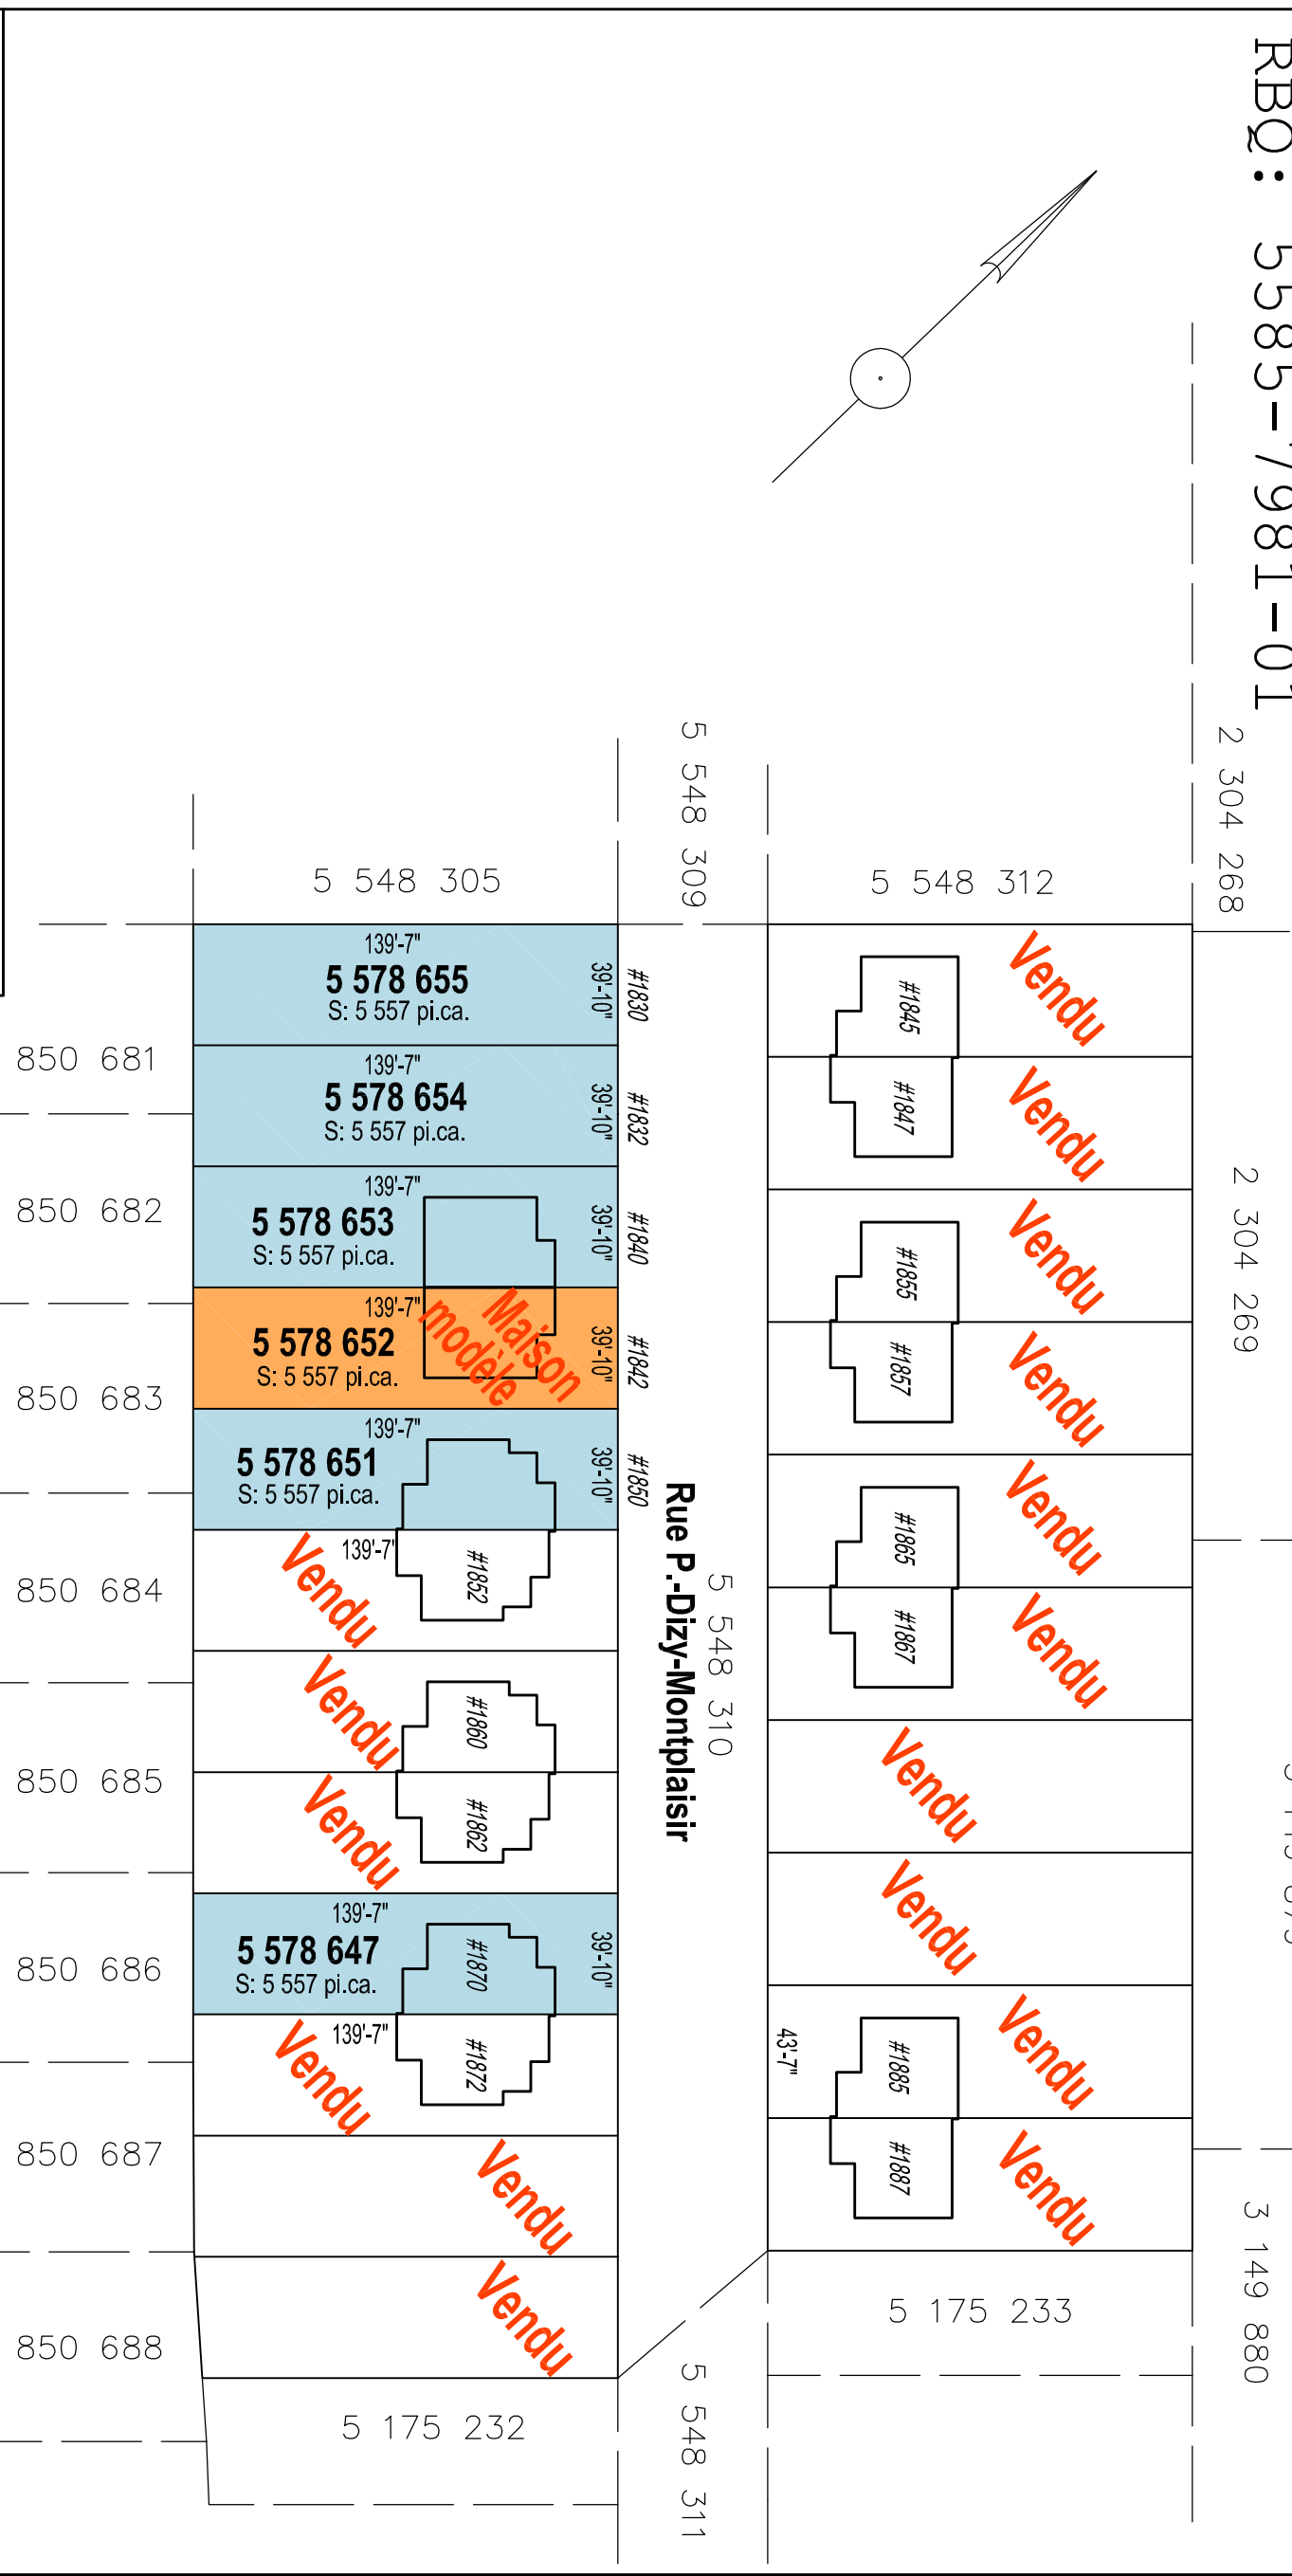 RBQ: 5585-7981-01
2 304 268
5 548 309
5 548 305
5 548 312
139'-7"
5 578 655
S: 5 557 pi.ca.
39'-10"
#1830
#1845
Vendu
850 681
139'-7"
5 578 654
S: 5 557 pi.ca.
39'-10"
#1832
#1847
Vendu
850 682
139'-7"
5 578 653
S: 5 557 pi.ca.
39'-10"
#1840
#1855
Vendu
2 304 269
850 683
139'-7"
5 578 652
S: 5 557 pi.ca.
Maison
modèle
39'-10"
#1842
#1857
Vendu
139'-7"
5 578 651
S: 5 557 pi.ca.
39'-10"
#1850
#1865
Vendu
Rue P.-Dizy-Montplaisir
5 548 310
850 684
139'-7'
#1852
Vendu
#1867
Vendu
#1860
Vendu
Vendu
850 685
#1862
Vendu
Vendu
850 686
139'-7"
5 578 647
S: 5 557 pi.ca.
#1870
39'-10"
139'-7"
#1872
Vendu
43'-7"
#1885
Vendu
850 687
Vendu
#1887
Vendu
3 149 880
850 688
Vendu
5 175 233
5 175 232
5 548 311